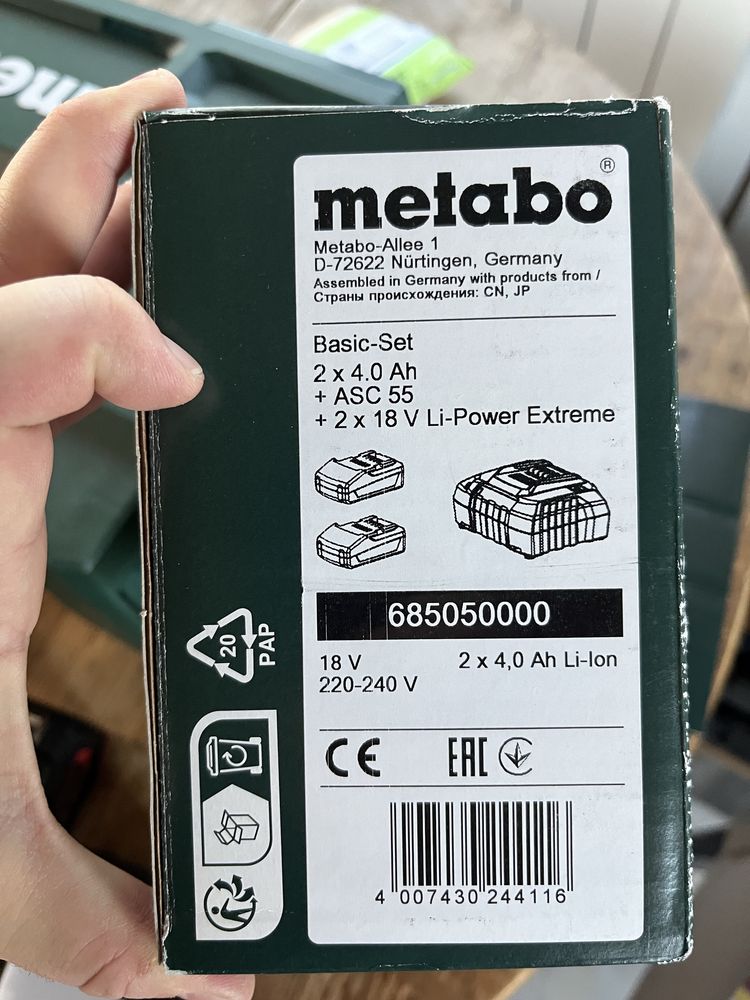 me
metabo®
Metabo-Allee 1
D-72622 Nürtingen, Germany
Assembled in Germany with products from /
Страны происхождения: CN, JP
Basic-Set
2 x 4.0 Ah
+ ASC 55
+ 2 x 18 V Li-Power Extreme
685050000
18 V 2 x 4,0 Ah Li-Ion
220-240 V
20
PAP
CE EAC
4 007430 244116